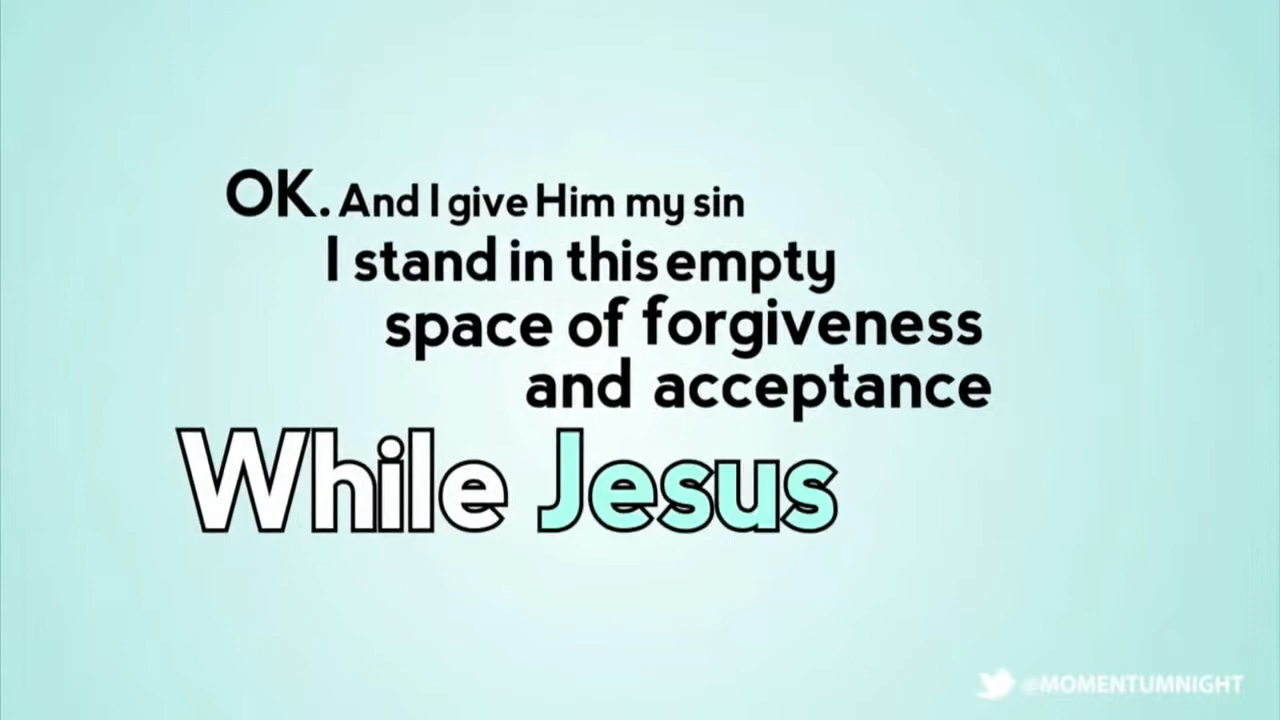 OK. And I give Him my sin
I stand in this empty
space of forgiveness
and acceptance
While Jesus
@MOMENTUMNIGHT